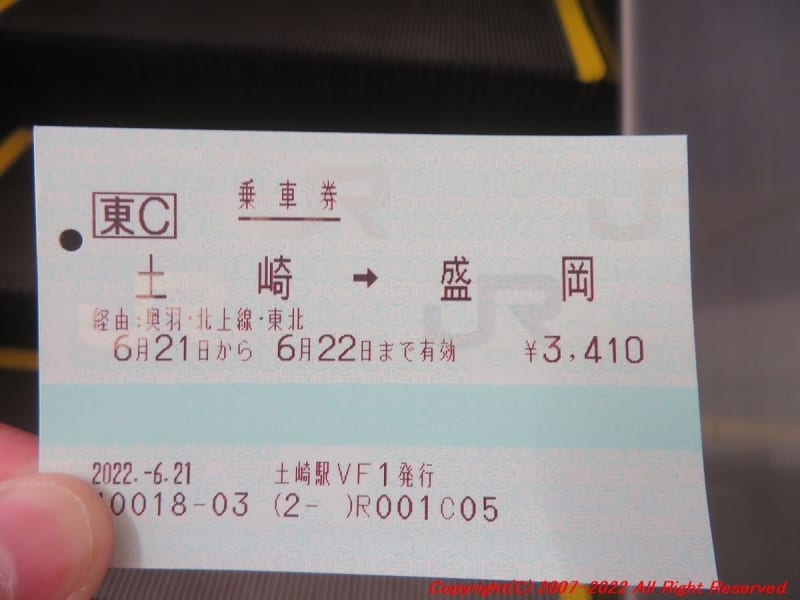 東C 乗車券
土崎 → 盛岡
経由:奥羽・北上線・東北
6月21日から 6月22日まで有効 ¥3,410
2022.-6.21 土崎駅VF1発行
0018-03 (2- )R001C05
Copyright(C) 2007-2022 All Right Reserved.